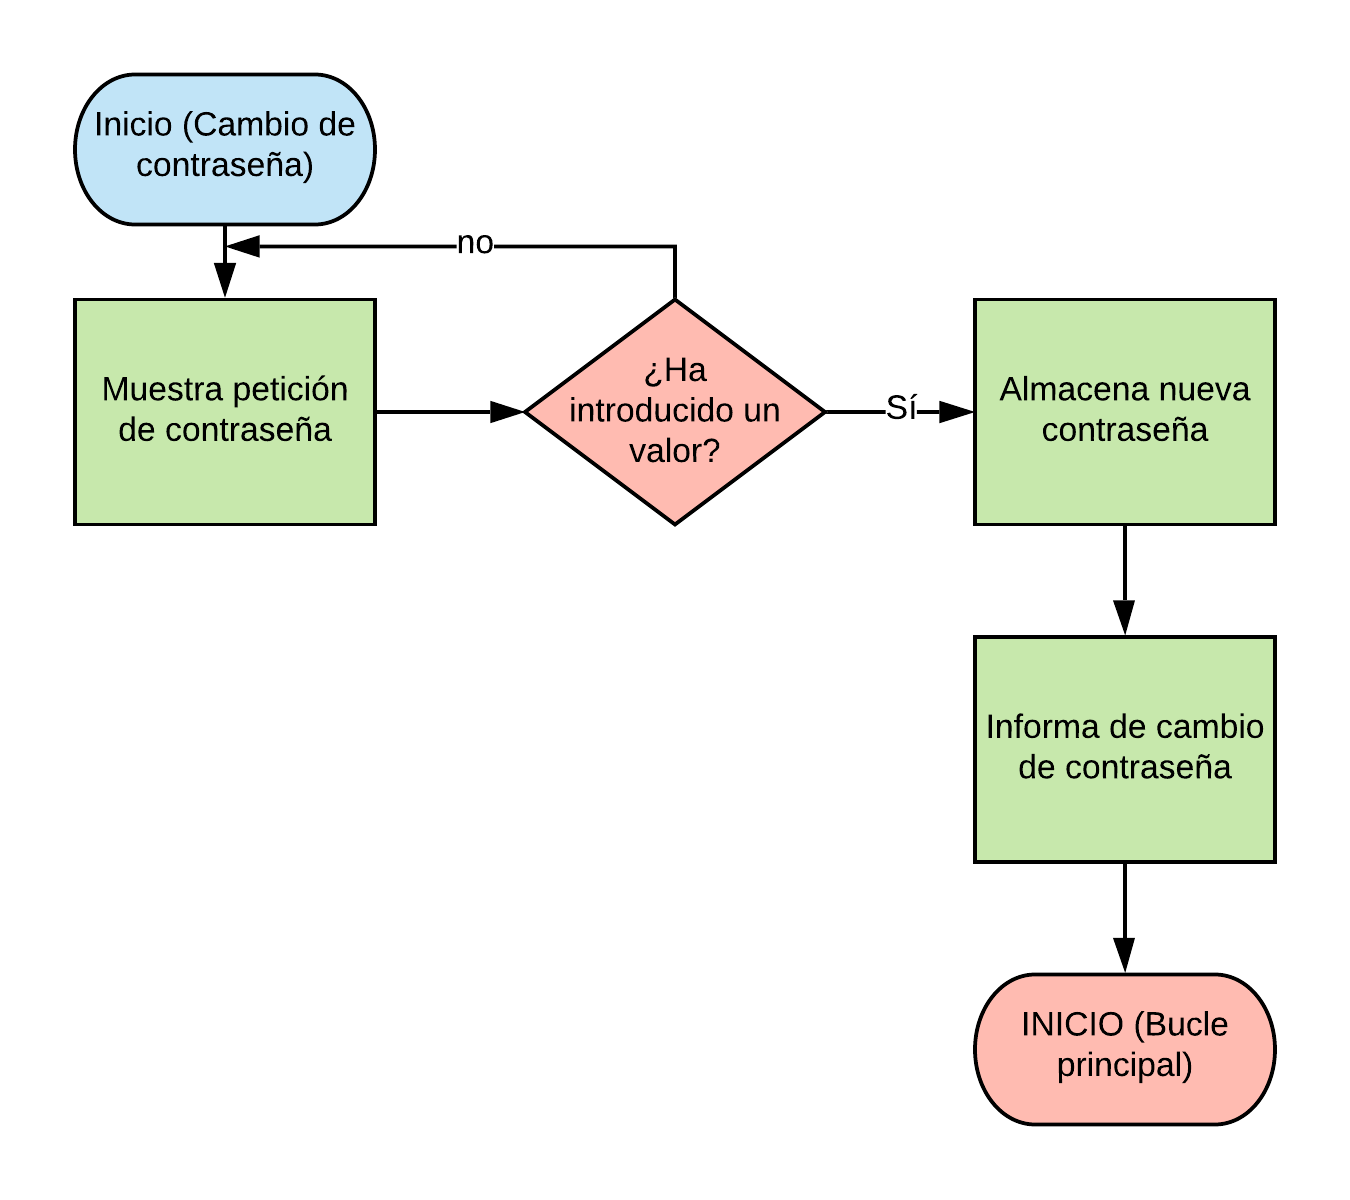 Inicio (Cambio de
contraseña)
no
Muestra petición
de contraseña
¿Ha
introducido un
valor?
Sí
Almacena nueva
contraseña
Informa de cambio
de contraseña
INICIO (Bucle
principal)